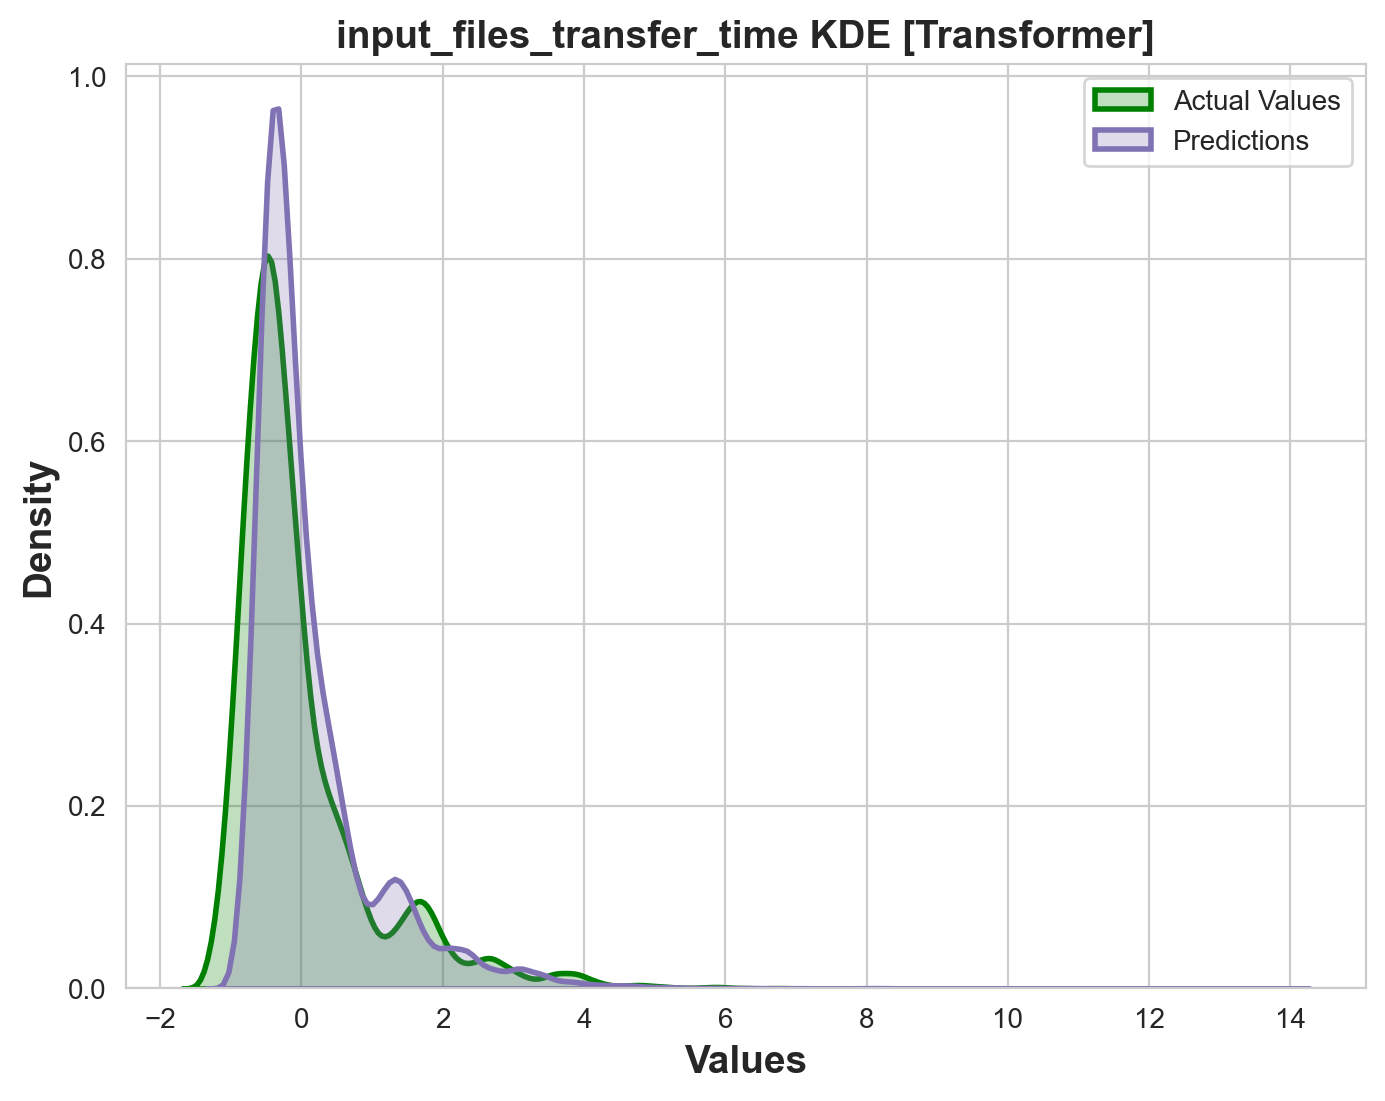 input_files_transfer_time KDE [Transformer]
Actual Values
Predictions
Density
1.0
0.8
0.6
0.4
0.2
0.0
−2 0 2 4 6 8 10 12 14
Values